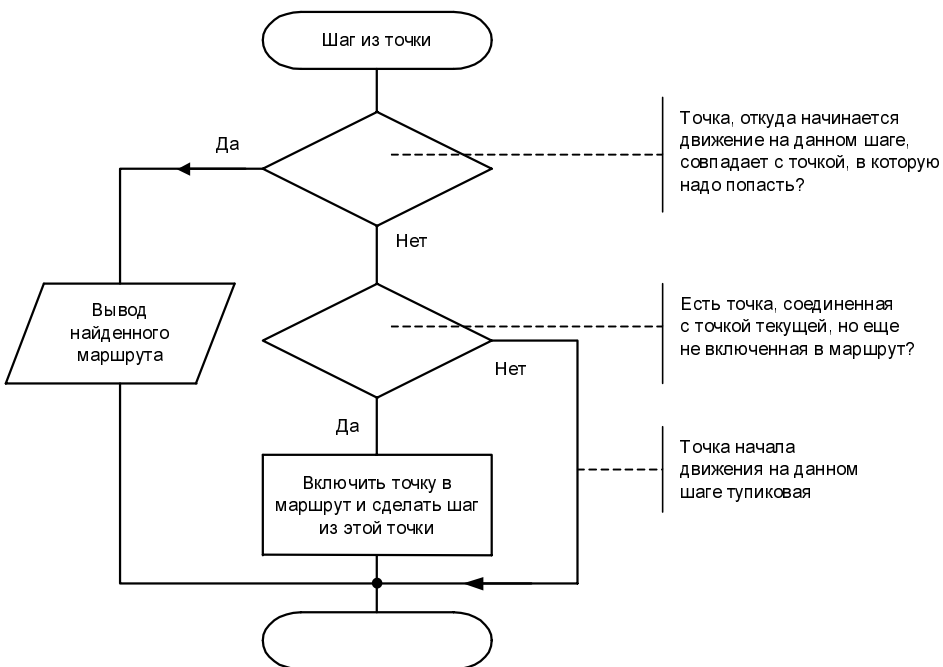 Шаг из точки
Да
Точка, откуда начинается
движение на данном шаге,
совпадает с точкой, в которую
надо попасть?
Нет
Вывод
найденного
маршрута
Есть точка, соединенная
с точкой текущей, но еще
не включенная в маршрут?
Нет
Да
Точка начала
движения на данном
шаге тупиковая
Включить точку в
маршрут и сделать шаг
из этой точки